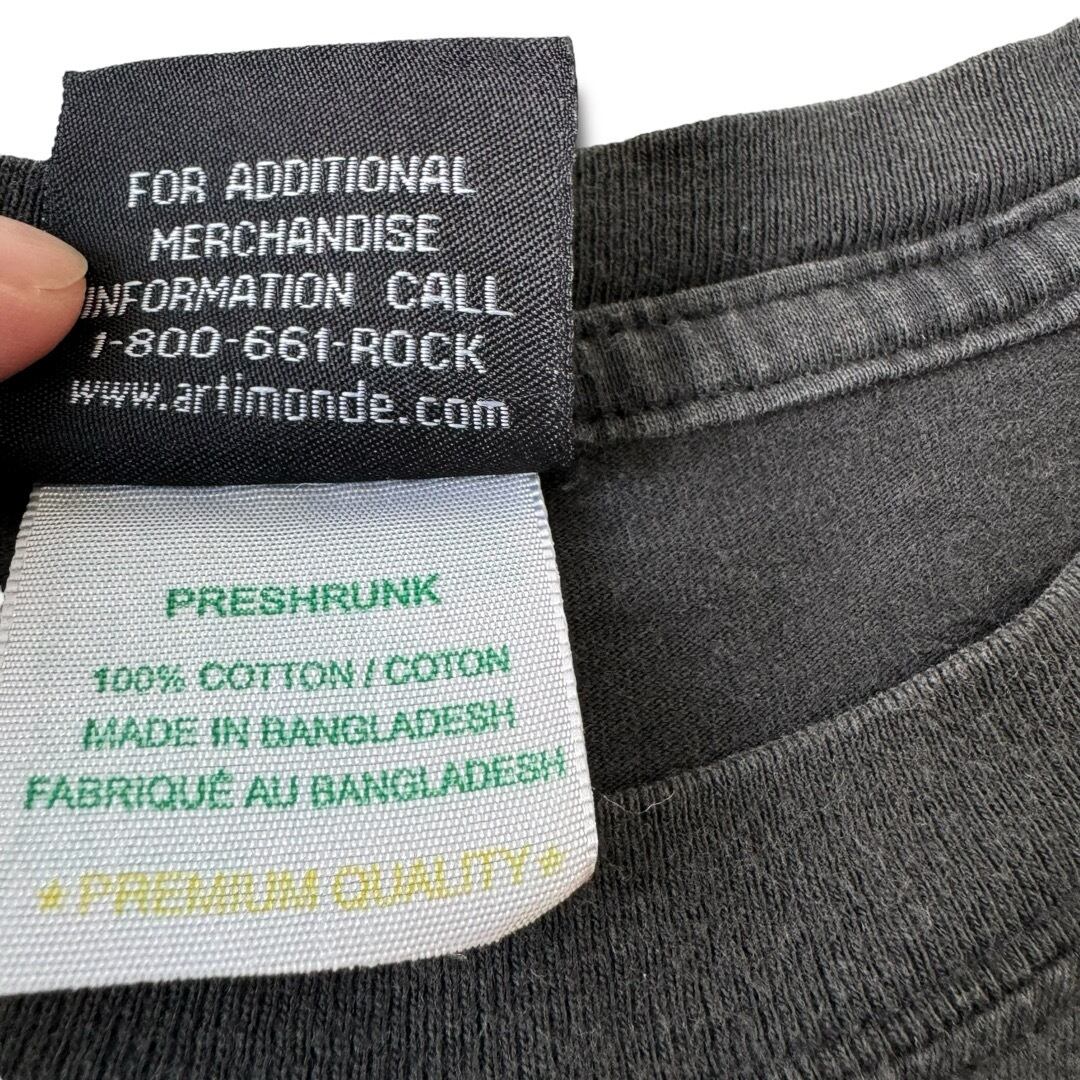 FOR ADDITIONAL
MERCHANDISE
INFORMATION CALL
1-800-661-ROCK
www.artimonde.com
PRESHRUNK
100% COTTON / COTON
MADE IN BANGLADESH
FABRIQUÉ AU BANGLADESH
★ PREMIUM QUALITY ★